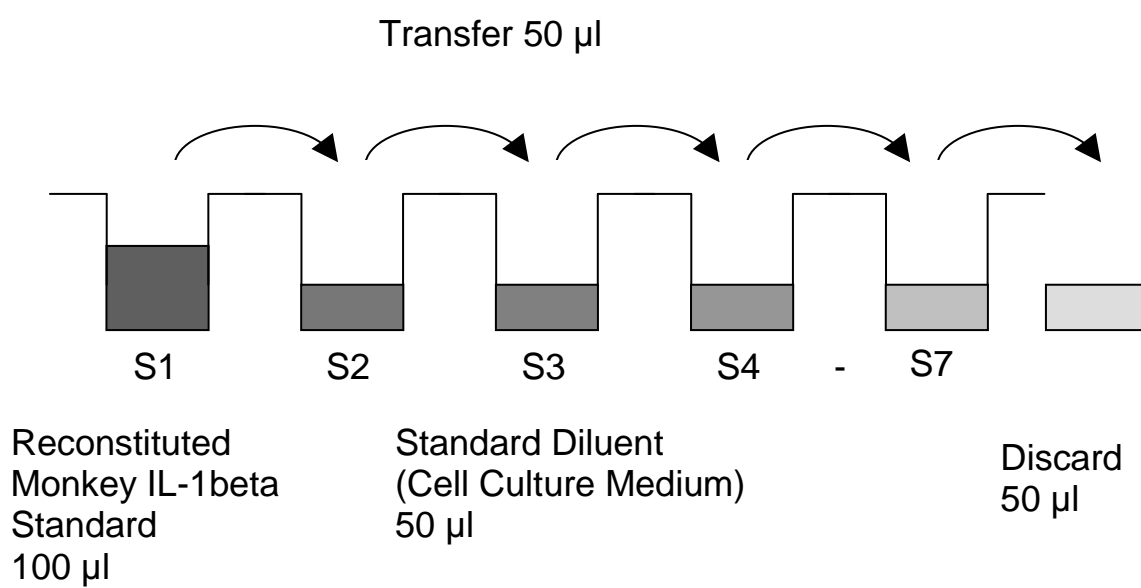 Transfer 50 µl
S1 S2 S3 S4 - S7
Reconstituted
Monkey IL-1beta
Standard
100 µl
Standard Diluent
(Cell Culture Medium)
50 µl
Discard
50 µl